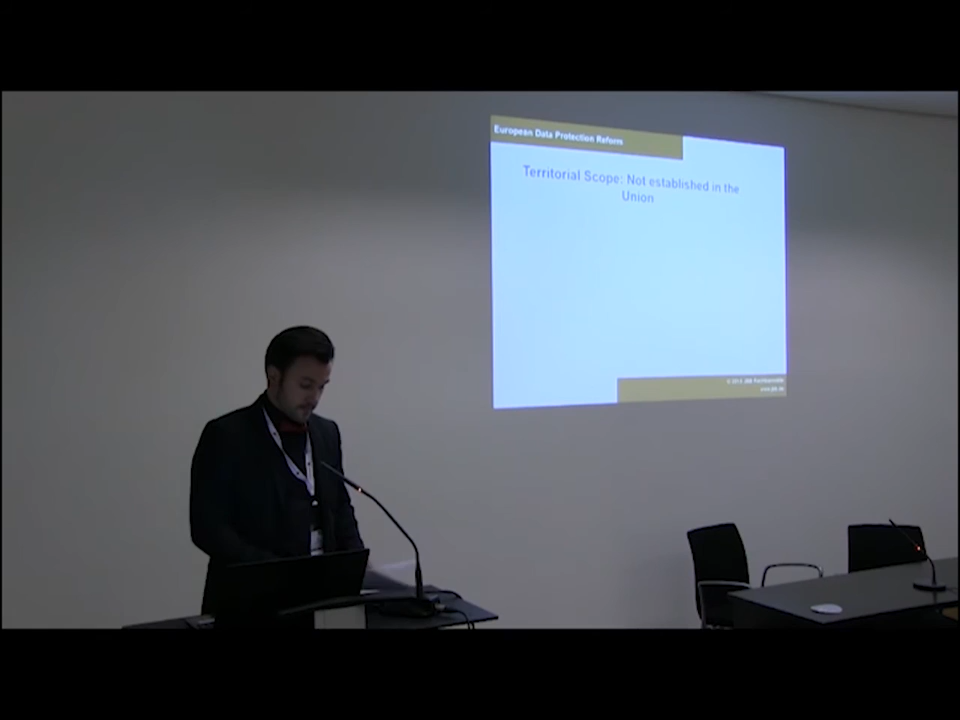 European Data Protection Reform
Territorial Scope: Not established in the
Union